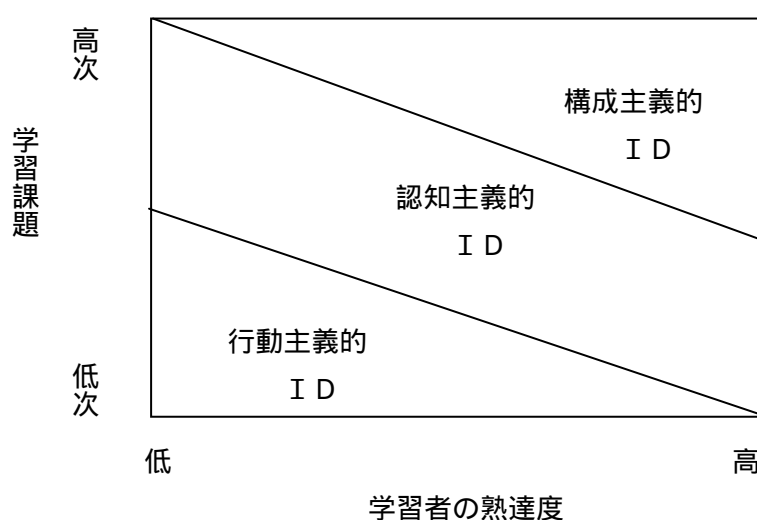 高次
学習課題
構成主義的
ＩＤ
認知主義的
ＩＤ
行動主義的
ＩＤ
低次
低
高
学習者の熟達度